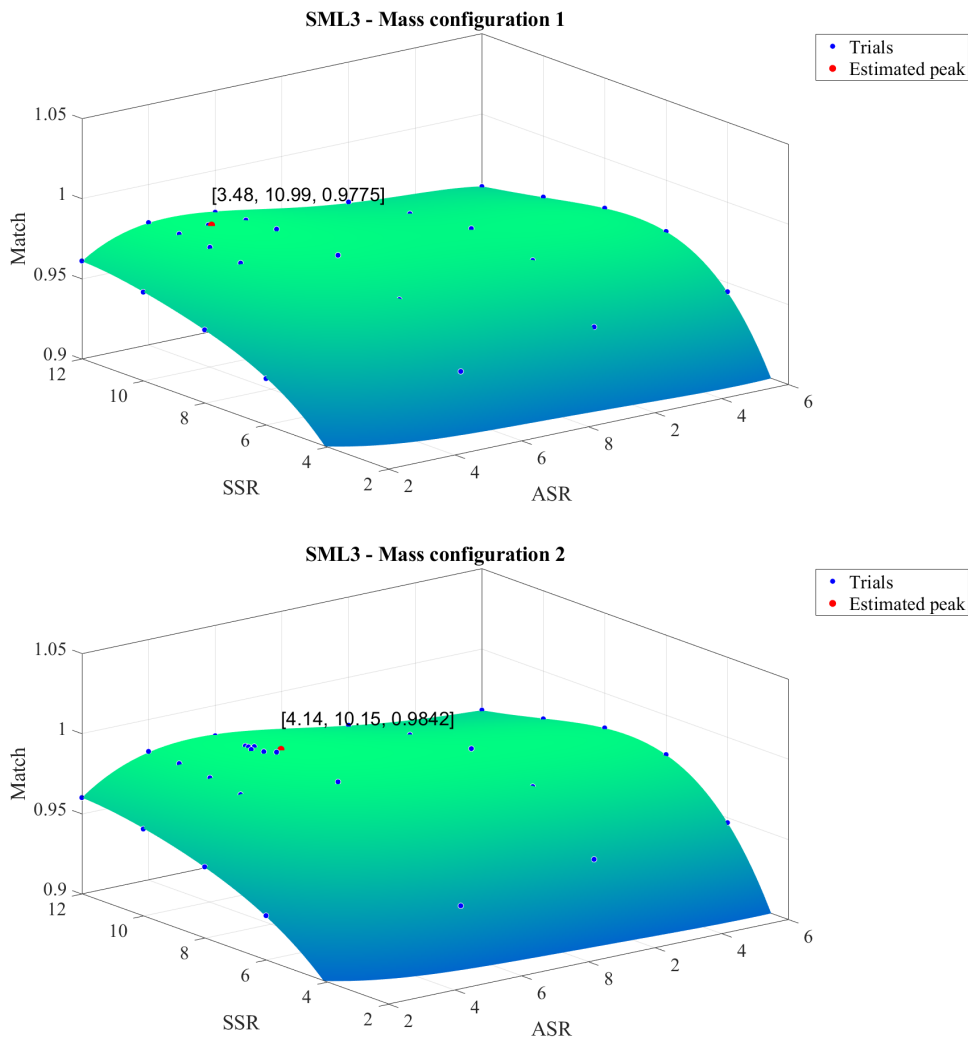 SML3 - Mass configuration 1
Trials
Estimated peak
1.05
[3.48, 10.99, 0.9775]
1
Match
0.95
0.9
12
10
8
6
4
2
SSR
2
4
6
8
2
4
6
ASR
SML3 - Mass configuration 2
Trials
Estimated peak
1.05
[4.14, 10.15, 0.9842]
1
Match
0.95
0.9
12
10
8
6
4
2
SSR
2
4
6
8
2
4
6
ASR